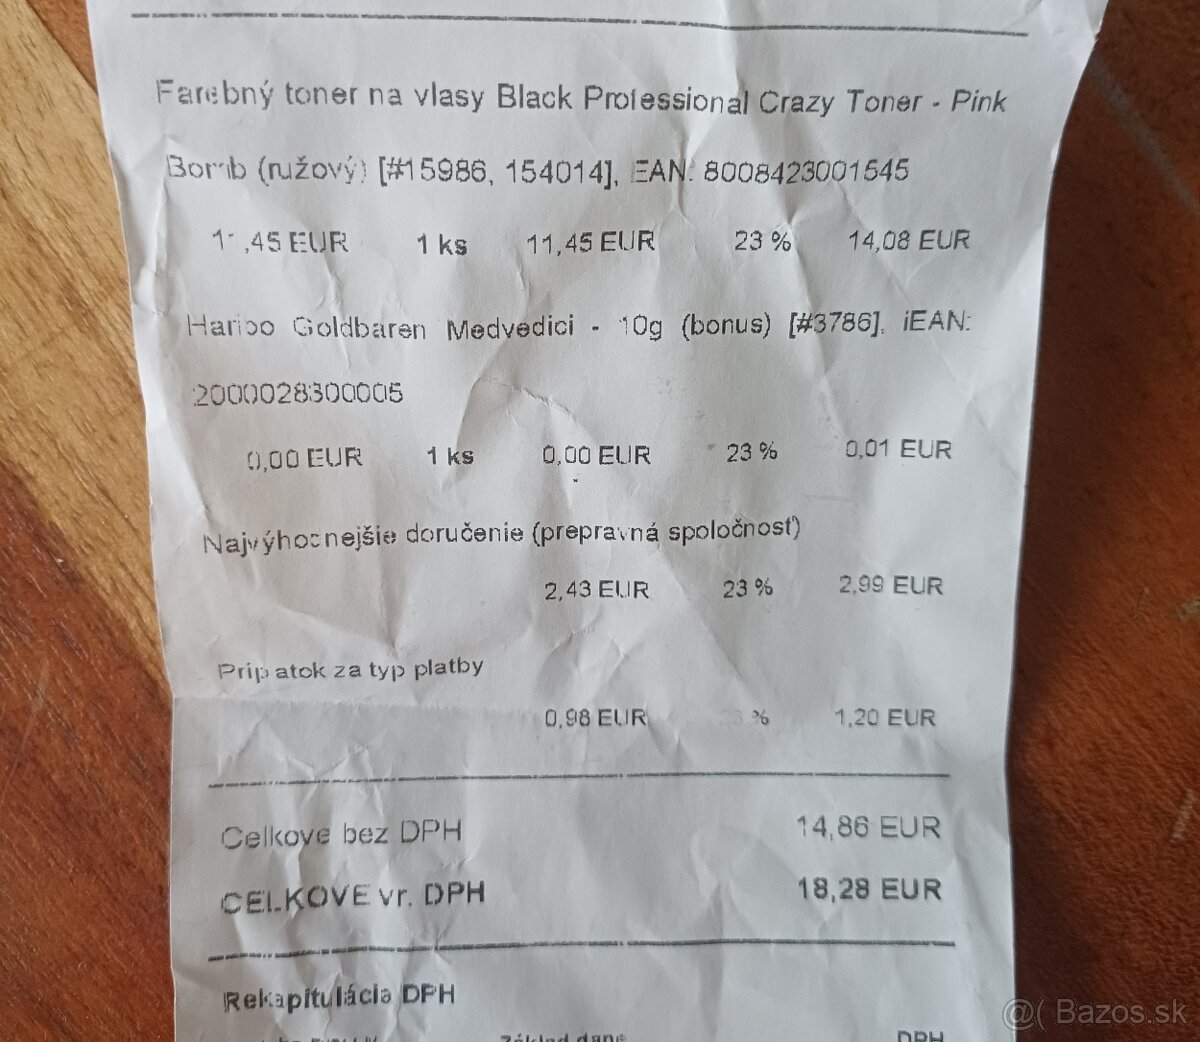 Farebný toner na vlasy Black Professional Crazy Toner - Pink
Bomb (ružový) [#15986, 154014], EAN: 8008423001545
11,45 EUR 1 ks 11,45 EUR 23 % 14,08 EUR
Haribo Goldbaren Medvedici - 10g (bonus) [#3786], iEAN:
2000028300005
0,00 EUR 1 ks 0,00 EUR 23 % 0,01 EUR
Najvýhodnejšie doručenie (prepravná spoločnosť)
2,43 EUR 23 % 2,99 EUR
Príplatok za typ platby
0,98 EUR 23 % 1,20 EUR
Celkove bez DPH 14,86 EUR
CELKOVE vr. DPH 18,28 EUR
Rekapitulácia DPH
Základ dane DPH
@( Bazos.sk